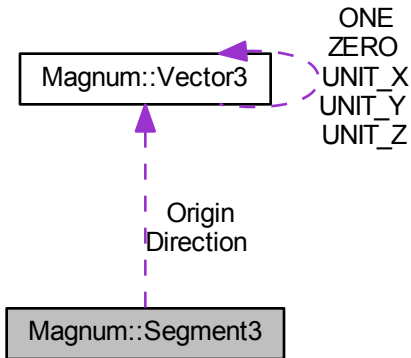 ONE
ZERO
Magnum::Vector3
UNIT_X
UNIT_Y
UNIT_Z
Origin
Direction
Magnum::Segment3